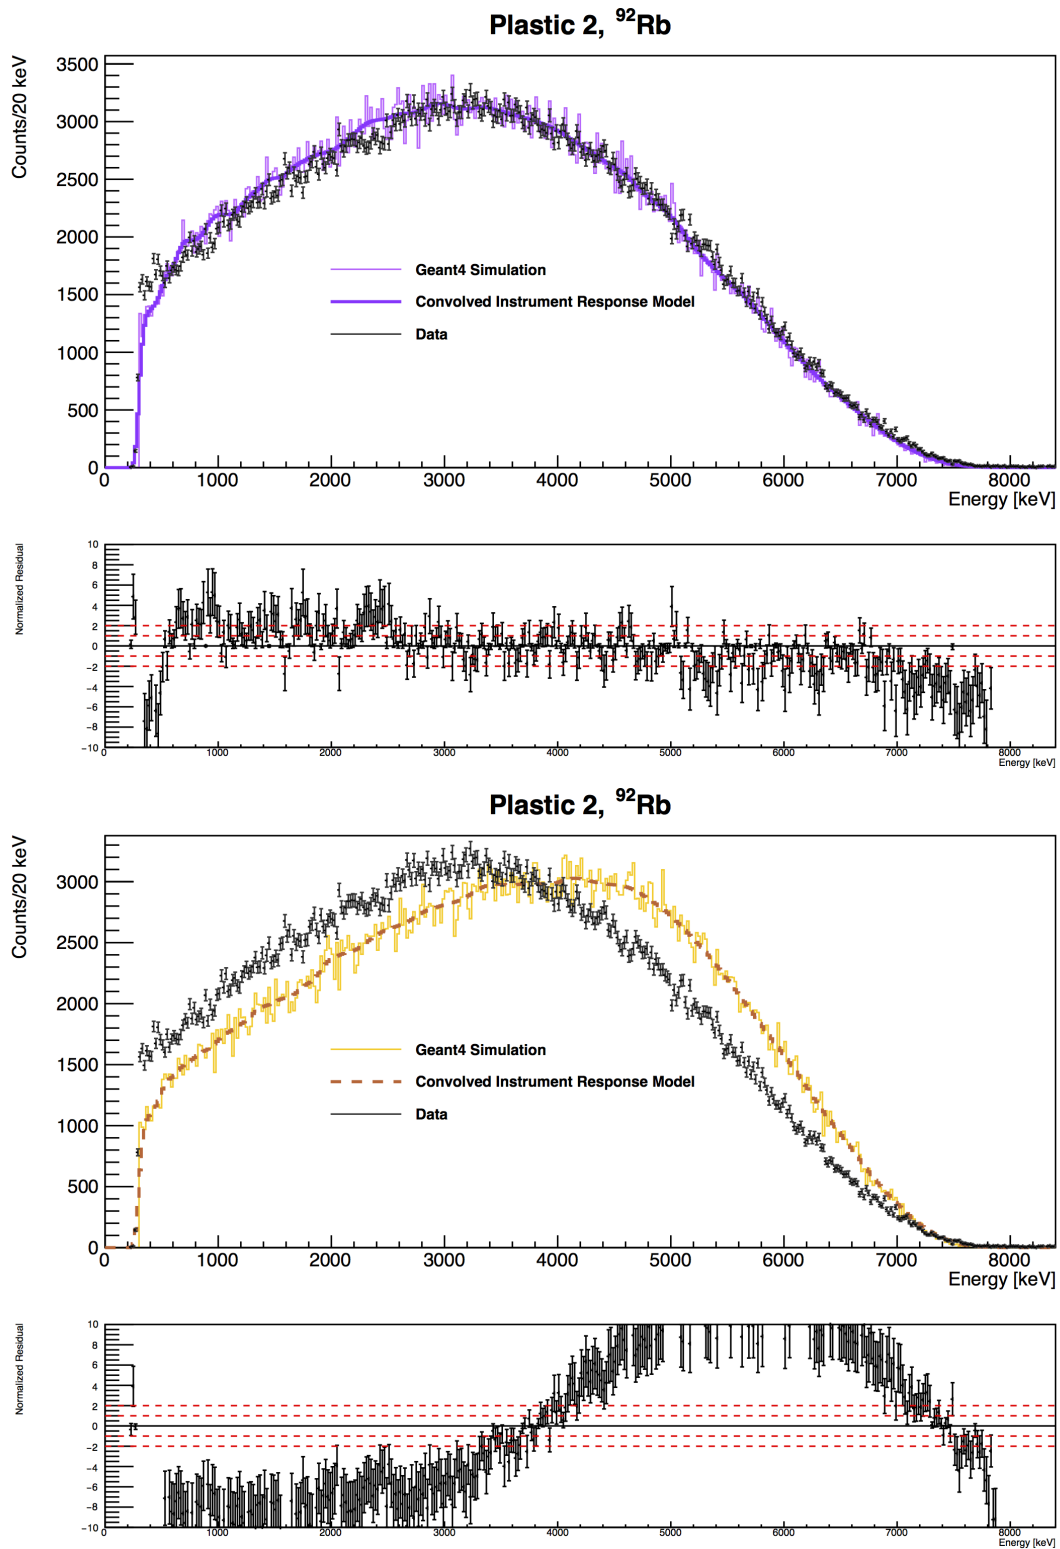 Plastic 2, ⁹²Rb
Counts/20 keV
3500
3000
2500
2000
1500
1000
500
0
Geant4 Simulation
Convolved Instrument Response Model
Data
0 1000 2000 3000 4000 5000 6000 7000 8000
Energy [keV]
Normalized Residual
10
8
6
4
2
0
−2
−4
−6
−8
−10
0 1000 2000 3000 4000 5000 6000 7000 8000
Energy [keV]
Plastic 2, ⁹²Rb
Counts/20 keV
3000
2500
2000
1500
1000
500
0
Geant4 Simulation
Convolved Instrument Response Model
Data
0 1000 2000 3000 4000 5000 6000 7000 8000
Energy [keV]
Normalized Residual
10
8
6
4
2
0
−2
−4
−6
−8
−10
0 1000 2000 3000 4000 5000 6000 7000 8000
Energy [keV]